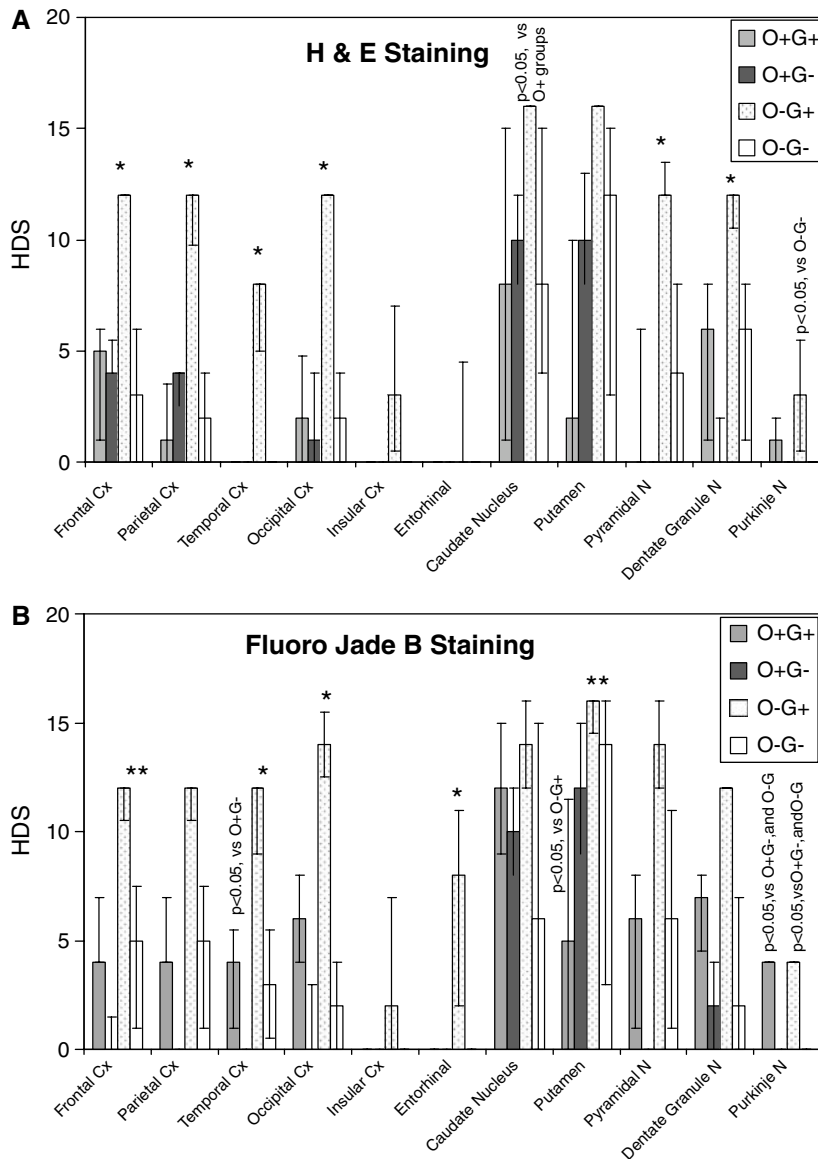 A
H & E Staining
p<0.05, vs
O+ groups
O+G+
O+G-
O-G+
O-G-
20
15
10
5
0
HDS
*
*
*
*
*
*
p<0.05, vs O-G-
Frontal Cx
Parietal Cx
Temporal Cx
Occipital Cx
Insular Cx
Entorhinal
Caudate Nucleus
Putamen
Pyramidal N
Dentate Granule N
Purkinje N
B
Fluoro Jade B Staining
O+G+
O+G-
O-G+
O-G-
20
15
10
5
0
HDS
**
p<0.05, vs O+G-
*
*
*
p<0.05, vs O-G+
**
p<0.05,vs O+G-,and O-G
p<0.05,vsO+G-,andO-G
Frontal Cx
Parietal Cx
Temporal Cx
Occipital Cx
Insular Cx
Entorhinal
Caudate Nucleus
Putamen
Pyramidal N
Dentate Granule N
Purkinje N